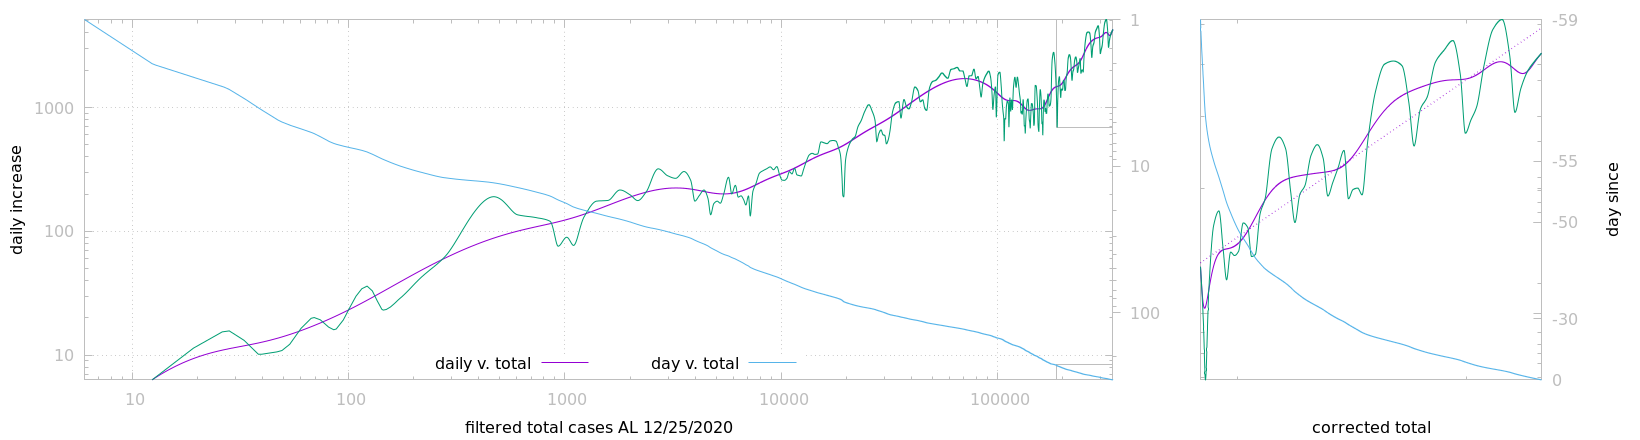 1000
100
10
daily increase
10
100
1000
10000
100000
filtered total cases AL 12/25/2020
daily v. total
day v. total
1
10
100
-59
-55
-50
-30
0
day since
corrected total